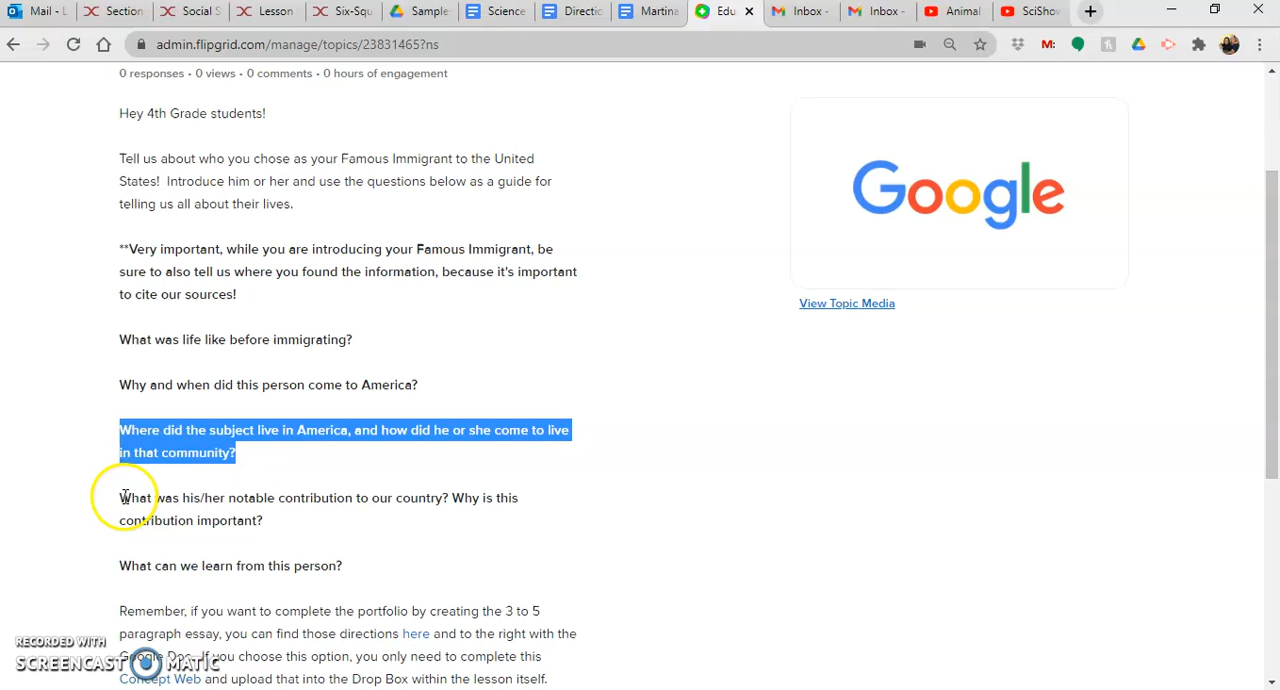 Mail - L
Section
Social S
Lesson
Six-Squ
Sample
Science
Directio
Martina
Edu
Inbox -
Inbox -
Animal
SciShow
admin.flipgrid.com/manage/topics/23831465?ns
M:
0 responses • 0 views • 0 comments • 0 hours of engagement
Hey 4th Grade students!
Tell us about who you chose as your Famous Immigrant to the United
States!  Introduce him or her and use the questions below as a guide for
telling us all about their lives.
**Very important, while you are introducing your Famous Immigrant, be
sure to also tell us where you found the information, because it's important
to cite our sources!
What was life like before immigrating?
Why and when did this person come to America?
Where did the subject live in America, and how did he or she come to live
in that community?
What was his/her notable contribution to our country? Why is this
contribution important?
What can we learn from this person?
Remember, if you want to complete the portfolio by creating the 3 to 5
paragraph essay, you can find those directions here and to the right with the
Google Doc. If you choose this option, you only need to complete this
Concept Web and upload that into the Drop Box within the lesson itself.
Google
View Topic Media
RECORDED WITH
SCREENCAST MATIC